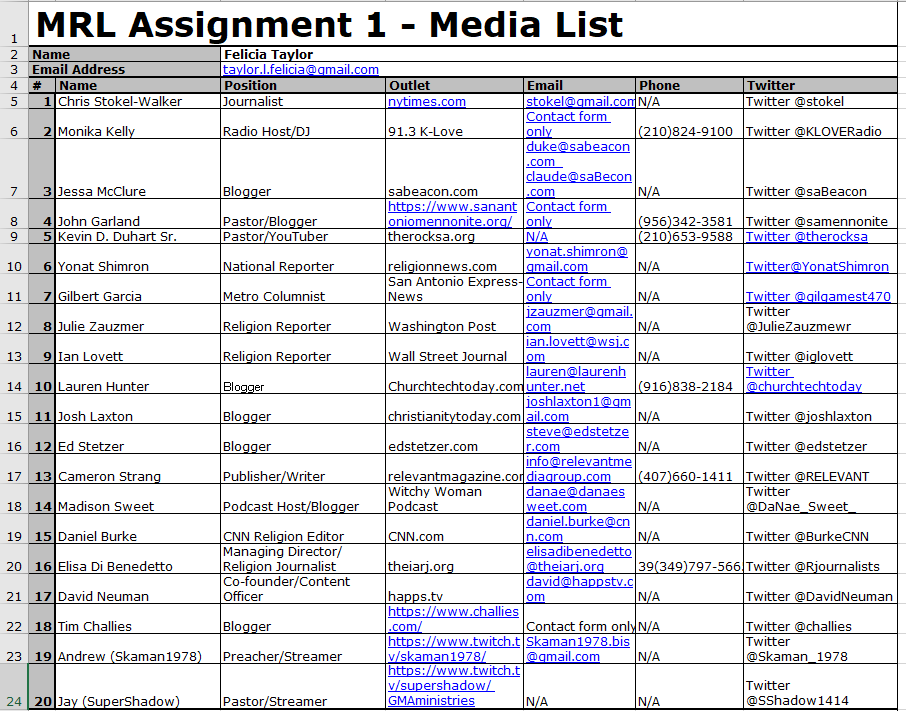 MRL Assignment 1 - Media List
1
2 Name Felicia Taylor
3 Email Address taylor.l.felicia@gmail.com
4 # Name Position Outlet Email Phone Twitter
5 1 Chris Stokel-Walker Journalist nytimes.com stokel@gmail.com N/A Twitter @stokel
Contact form
6 2 Monika Kelly Radio Host/DJ 91.3 K-Love only (210)824-9100 Twitter @KLOVERadio
duke@sabeacon
.com
claude@saBecon
7 3 Jessa McClure Blogger sabeacon.com .com N/A Twitter @saBeacon
https://www.sanant Contact form
8 4 John Garland Pastor/Blogger oniomennonite.org/ only (956)342-3581 Twitter @samennonite
9 5 Kevin D. Duhart Sr. Pastor/YouTuber therocksa.org N/A (210)653-9588 Twitter @therocksa
yonat.shimron@
10 6 Yonat Shimron National Reporter religionnews.com gmail.com N/A Twitter@YonatShimron
San Antonio Express- Contact form
11 7 Gilbert Garcia Metro Columnist News only N/A Twitter @gilgamest470
jzauzmer@gmail. Twitter
12 8 Julie Zauzmer Religion Reporter Washington Post com N/A @JulieZauzmewr
ian.lovett@wsj.c
13 9 Ian Lovett Religion Reporter Wall Street Journal om N/A Twitter @iglovett
lauren@laurenh Twitter
14 10 Lauren Hunter Blogger Churchtechtoday.com unter.net (916)838-2184 @churchtechtoday
joshlaxton1@gm
15 11 Josh Laxton Blogger christianitytoday.com ail.com N/A Twitter @joshlaxton
steve@edstetze
16 12 Ed Stetzer Blogger edstetzer.com r.com N/A Twitter @edstetzer
info@relevantme
17 13 Cameron Strang Publisher/Writer relevantmagazine.cor diagroup.com (407)660-1411 Twitter @RELEVANT
Witchy Woman danae@danaes Twitter
18 14 Madison Sweet Podcast Host/Blogger Podcast weet.com N/A @DaNae_Sweet_
daniel.burke@cn
19 15 Daniel Burke CNN Religion Editor CNN.com n.com N/A Twitter @BurkeCNN
Managing Director/ elisadibenedetto
20 16 Elisa Di Benedetto Religion Journalist theiarj.org @theiarj.org 39(349)797-566. Twitter @Rjournalists
Co-founder/Content david@happstv.c
21 17 David Neuman Officer happs.tv om N/A Twitter @DavidNeuman
https://www.challies
22 18 Tim Challies Blogger .com/ Contact form only N/A Twitter @challies
https://www.twitch.t Skaman1978.bis Twitter
23 19 Andrew (Skaman1978) Preacher/Streamer v/skaman1978/ @gmail.com N/A @Skaman_1978
https://www.twitch.t
v/supershadow/ Twitter
24 20 Jay (SuperShadow) Pastor/Streamer GMAministries N/A N/A @SShadow1414